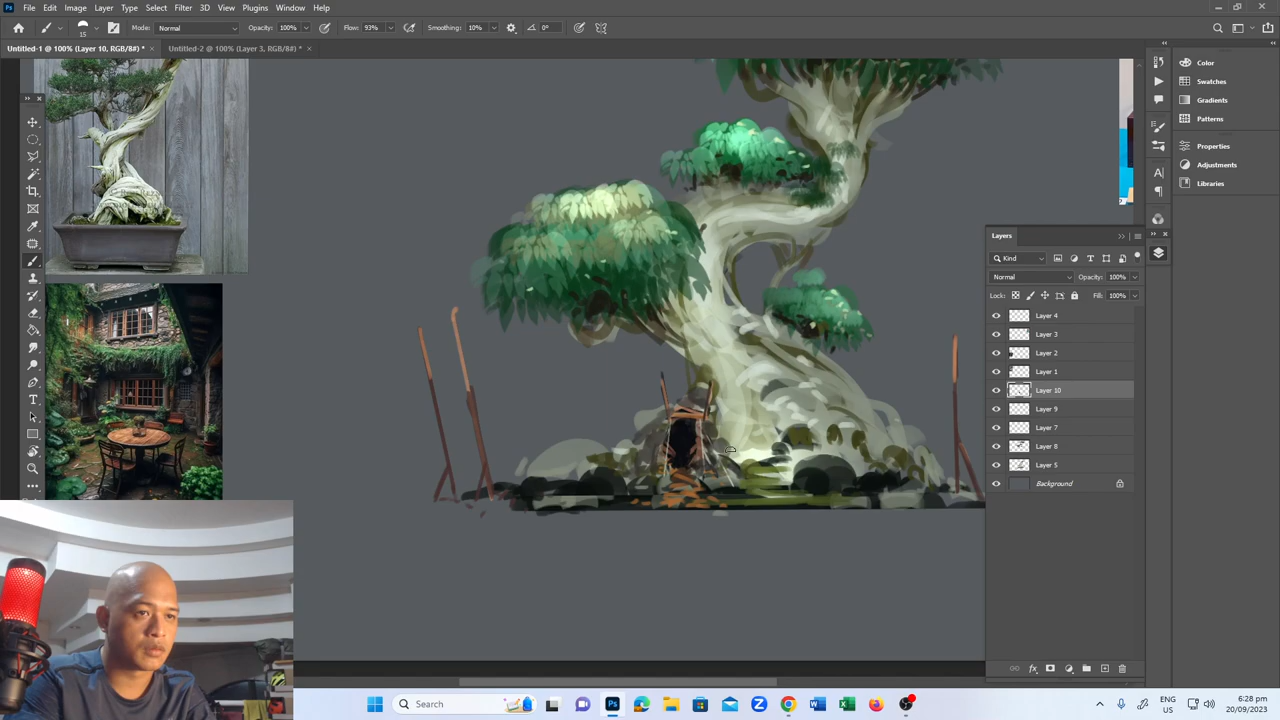 File Edit Image Layer Type Select Filter 3D View Plugins Window Help
15 Mode: Normal Opacity: 100% Flow: 93% Smoothing: 10% 0°
Untitled-1 @ 100% (Layer 10, RGB/8#) * × Untitled-2 @ 100% (Layer 3, RGB/8#) * ×
Color
Swatches
Gradients
Patterns
Properties
Adjustments
Libraries
Layers
Kind
Normal Opacity: 100%
Lock: Fill: 100%
Layer 4
Layer 3
Layer 2
Layer 1
Layer 10
Layer 9
Layer 7
Layer 8
Layer 5
Background
Search
ENG
US
6:28 pm
20/09/2023